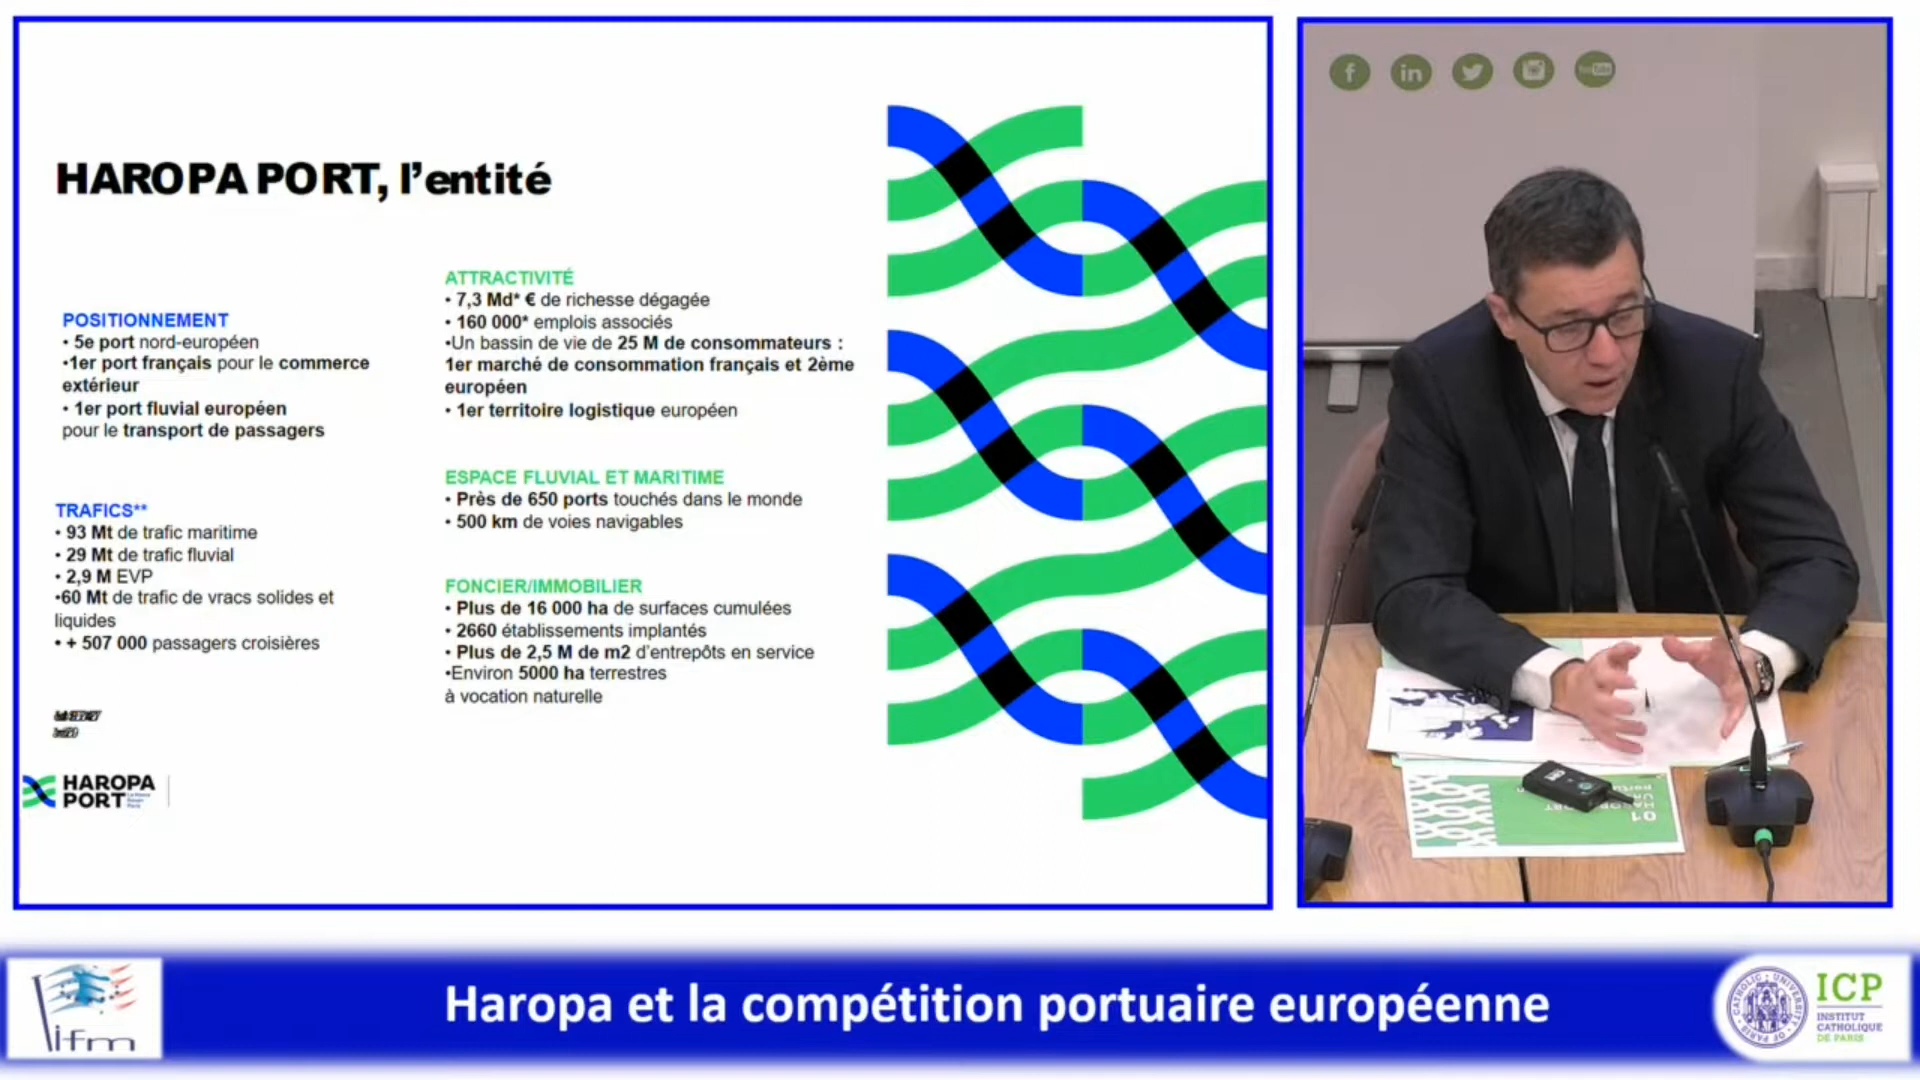 HAROPA PORT, l'entité
POSITIONNEMENT
• 5e port nord-européen
•1er port français pour le commerce
extérieur
• 1er port fluvial européen
pour le transport de passagers
TRAFICS**
• 93 Mt de trafic maritime
• 29 Mt de trafic fluvial
• 2,9 M EVP
•60 Mt de trafic de vracs solides et
liquides
• + 507 000 passagers croisières
ATTRACTIVITÉ
• 7,3 Md* € de richesse dégagée
• 160 000* emplois associés
•Un bassin de vie de 25 M de consommateurs :
1er marché de consommation français et 2ème
européen
• 1er territoire logistique européen
ESPACE FLUVIAL ET MARITIME
• Près de 650 ports touchés dans le monde
• 500 km de voies navigables
FONCIER/IMMOBILIER
• Plus de 16 000 ha de surfaces cumulées
• 2660 établissements implantés
• Plus de 2,5 M de m2 d'entrepôts en service
•Environ 5000 ha terrestres
à vocation naturelle
HAROPA
PORT
f in YouTube
01
Haropa et la compétition portuaire européenne
ifm
ICP
INSTITUT
CATHOLIQUE
DE PARIS